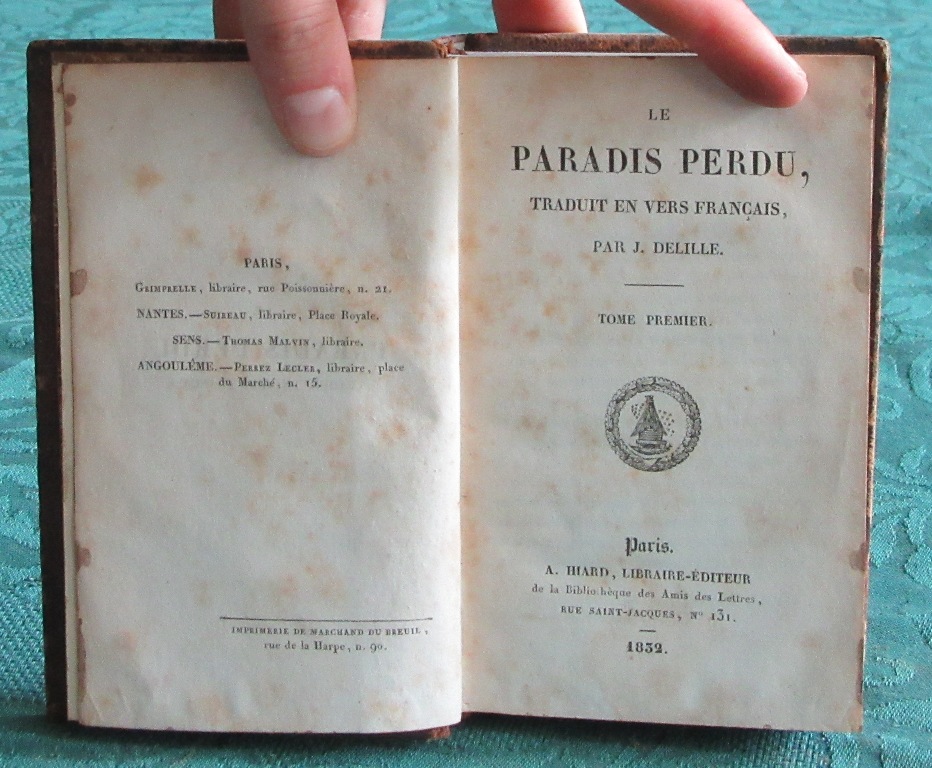 PARIS,
GRIMPRELLE, libraire, rue Poissonnière, n. 21.
NANTES.—SUIREAU, libraire, Place Royale.
SENS.—THOMAS MALVIN, libraire.
ANGOULÉME.—PERREZ LECLER, libraire, place
du Marché, n. 15.
IMPRIMERIE DE MARCHAND DU BREUIL,
rue de la Harpe, n. 90.
LE
PARADIS PERDU,
TRADUIT EN VERS FRANÇAIS,
PAR J. DELILLE.
TOME PREMIER.
Paris.
A. HIARD, LIBRAIRE-ÉDITEUR
de la Bibliothèque des Amis des Lettres,
RUE SAINT-JACQUES, N° 131.
1832.